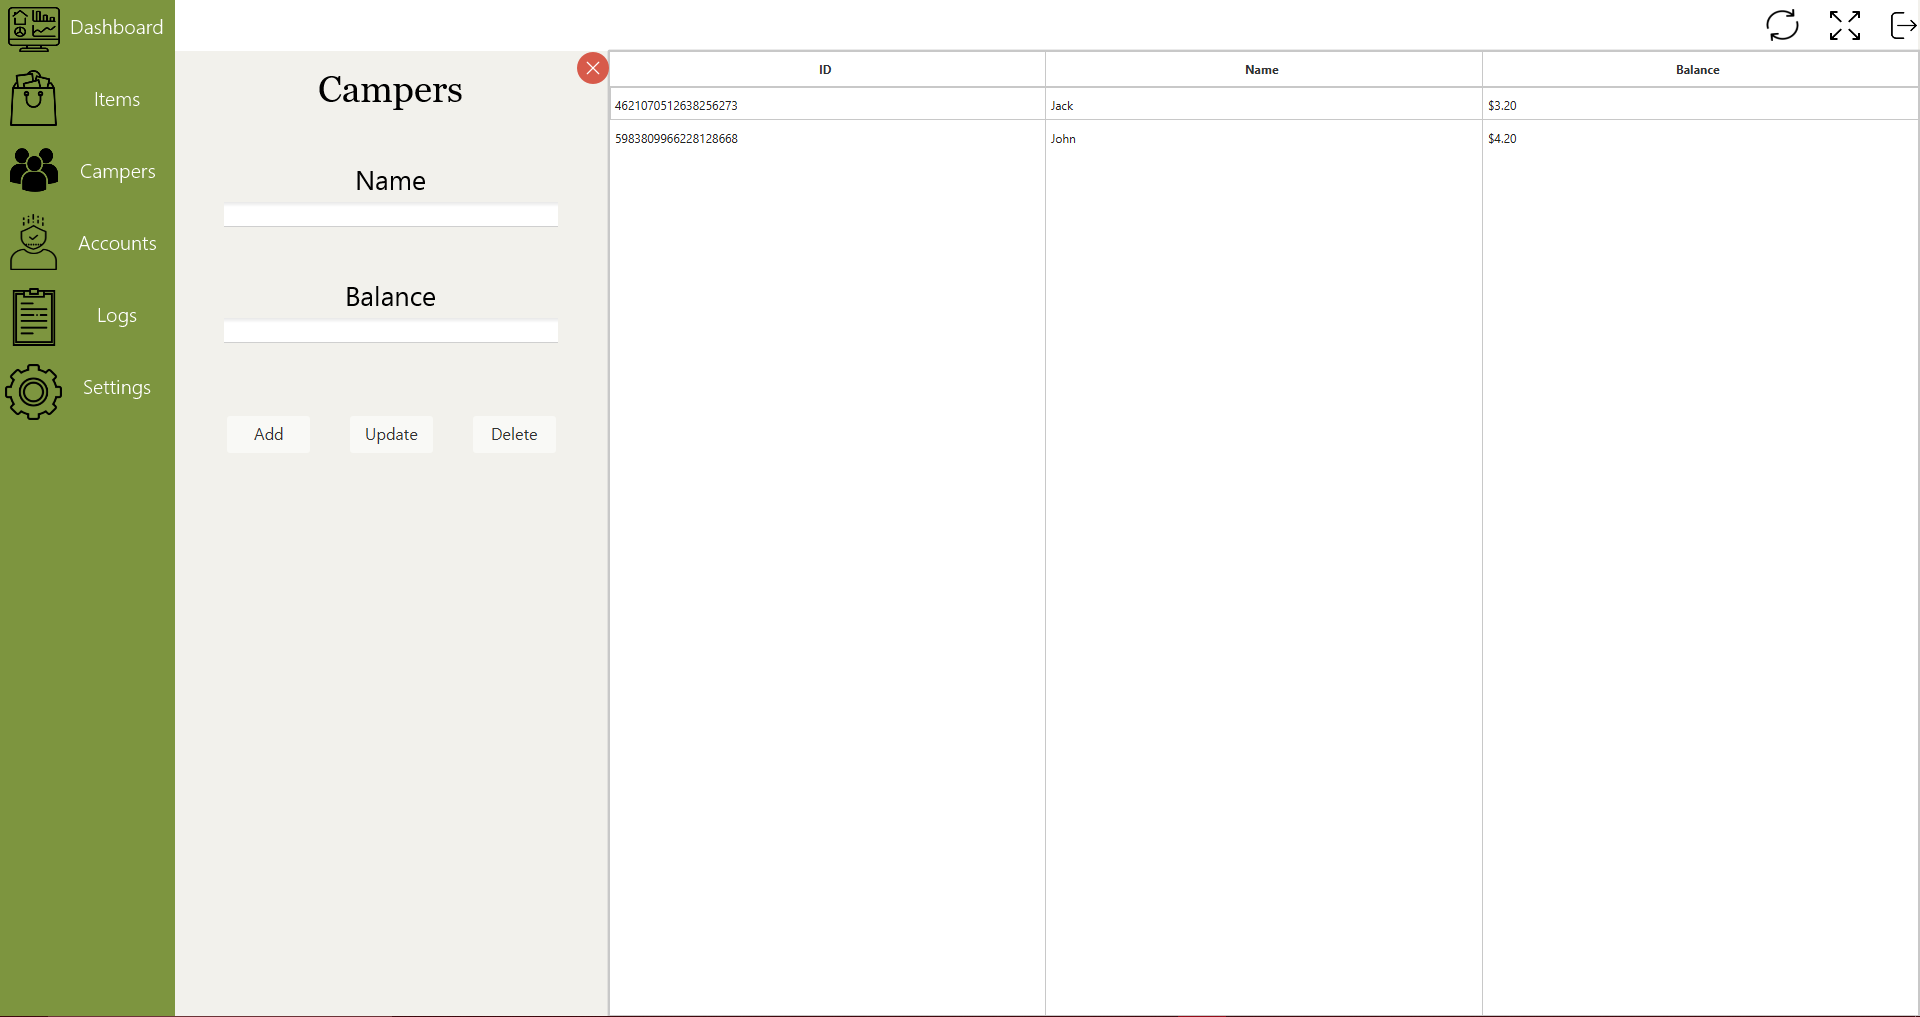 Dashboard
Items
Campers
Accounts
Logs
Settings
Campers
Name
Balance
Add Update Delete
ID Name Balance
4621070512638256273 Jack $3.20
5983809966228128668 John $4.20